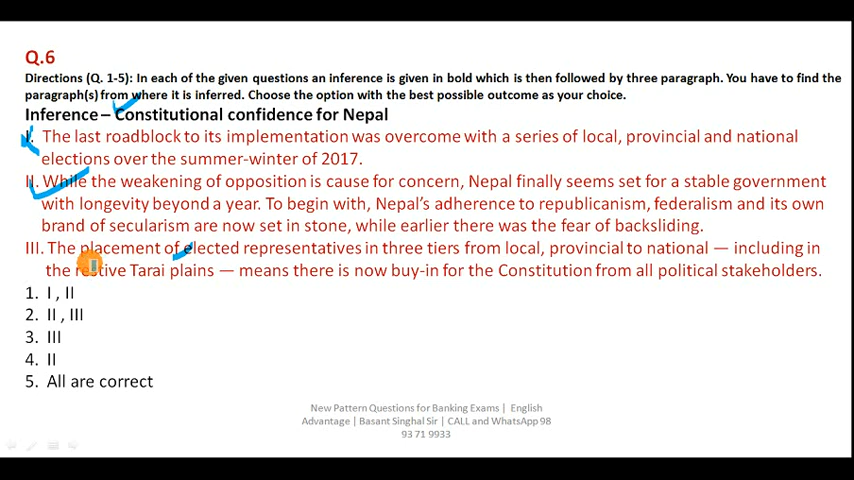 Q.6
Directions (Q. 1-5): In each of the given questions an inference is given in bold which is then followed by three paragraph. You have to find the
paragraph(s) from where it is inferred. Choose the option with the best possible outcome as your choice.
Inference – Constitutional confidence for Nepal
I. The last roadblock to its implementation was overcome with a series of local, provincial and national
elections over the summer-winter of 2017.
II. While the weakening of opposition is cause for concern, Nepal finally seems set for a stable government
with longevity beyond a year. To begin with, Nepal's adherence to republicanism, federalism and its own
brand of secularism are now set in stone, while earlier there was the fear of backsliding.
III. The placement of elected representatives in three tiers from local, provincial to national — including in
the restive Tarai plains — means there is now buy-in for the Constitution from all political stakeholders.
1. I , II
2. II , III
3. III
4. II
5. All are correct
New Pattern Questions for Banking Exams | English
Advantage | Basant Singhal Sir | CALL and WhatsApp 98
93 71 9933